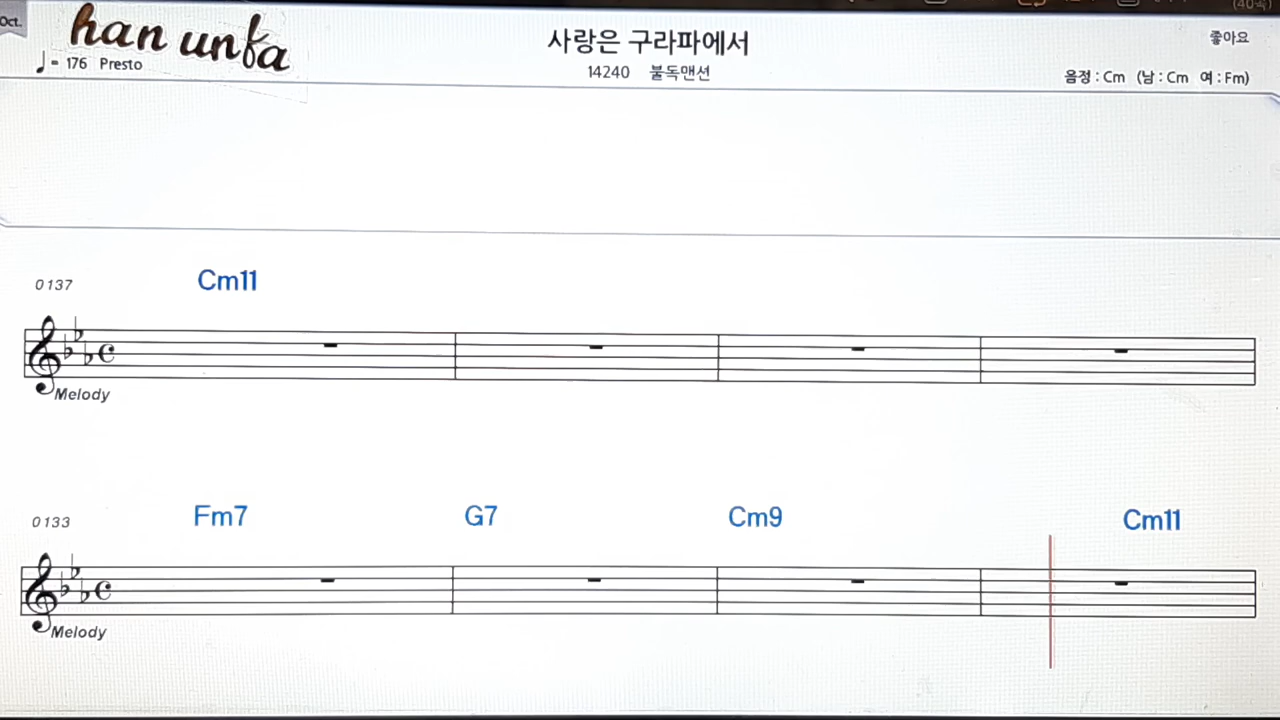 Oct.
han unfa
♩= 176 Presto
사랑은 구라파에서
14240 불독맨션
좋아요
음정 : Cm (남 : Cm 여 : Fm)
0137
Cm11
Melody
0133
Fm7 G7 Cm9 Cm11
Melody